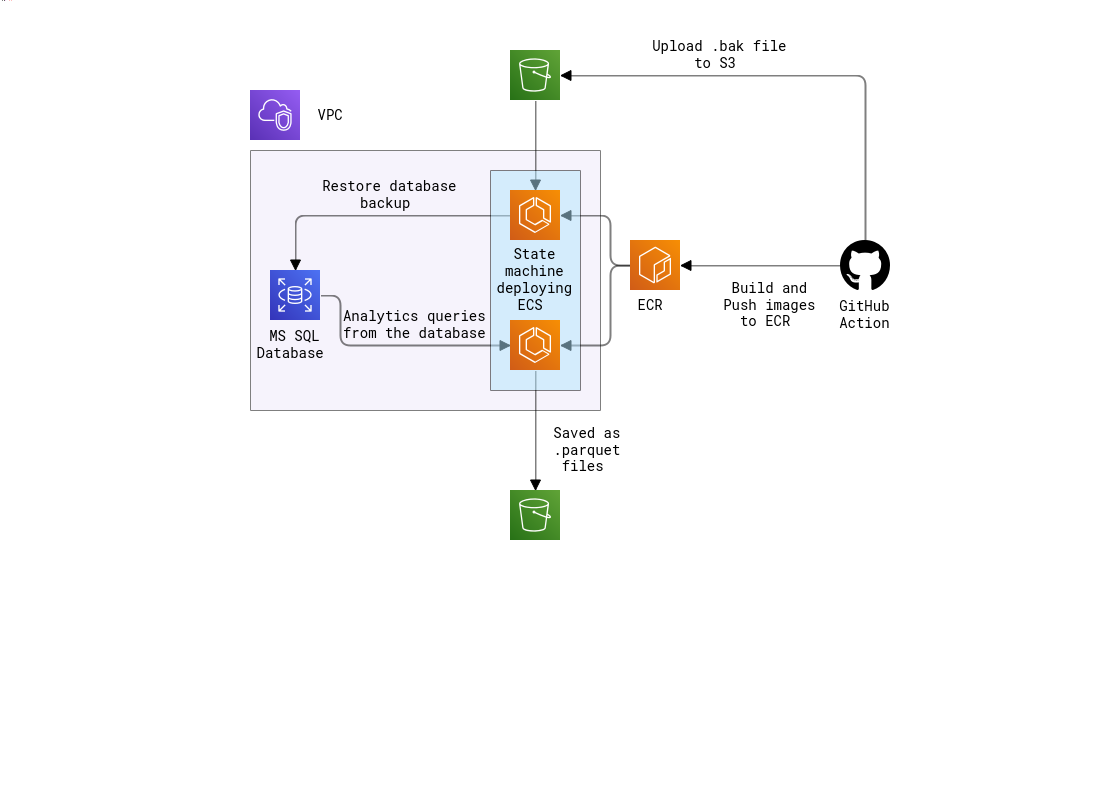 Upload .bak file
to S3
VPC
Restore database
backup
State
machine
deploying
ECS
MS SQL
Database
Analytics queries
from the database
ECR
Build and
Push images
to ECR
GitHub
Action
Saved as
.parquet
files